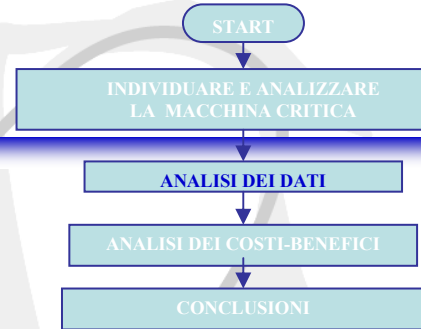 START
INDIVIDUARE E ANALIZZARE
LA MACCHINA CRITICA
ANALISI DEI DATI
ANALISI DEI COSTI-BENEFICI
CONCLUSIONI